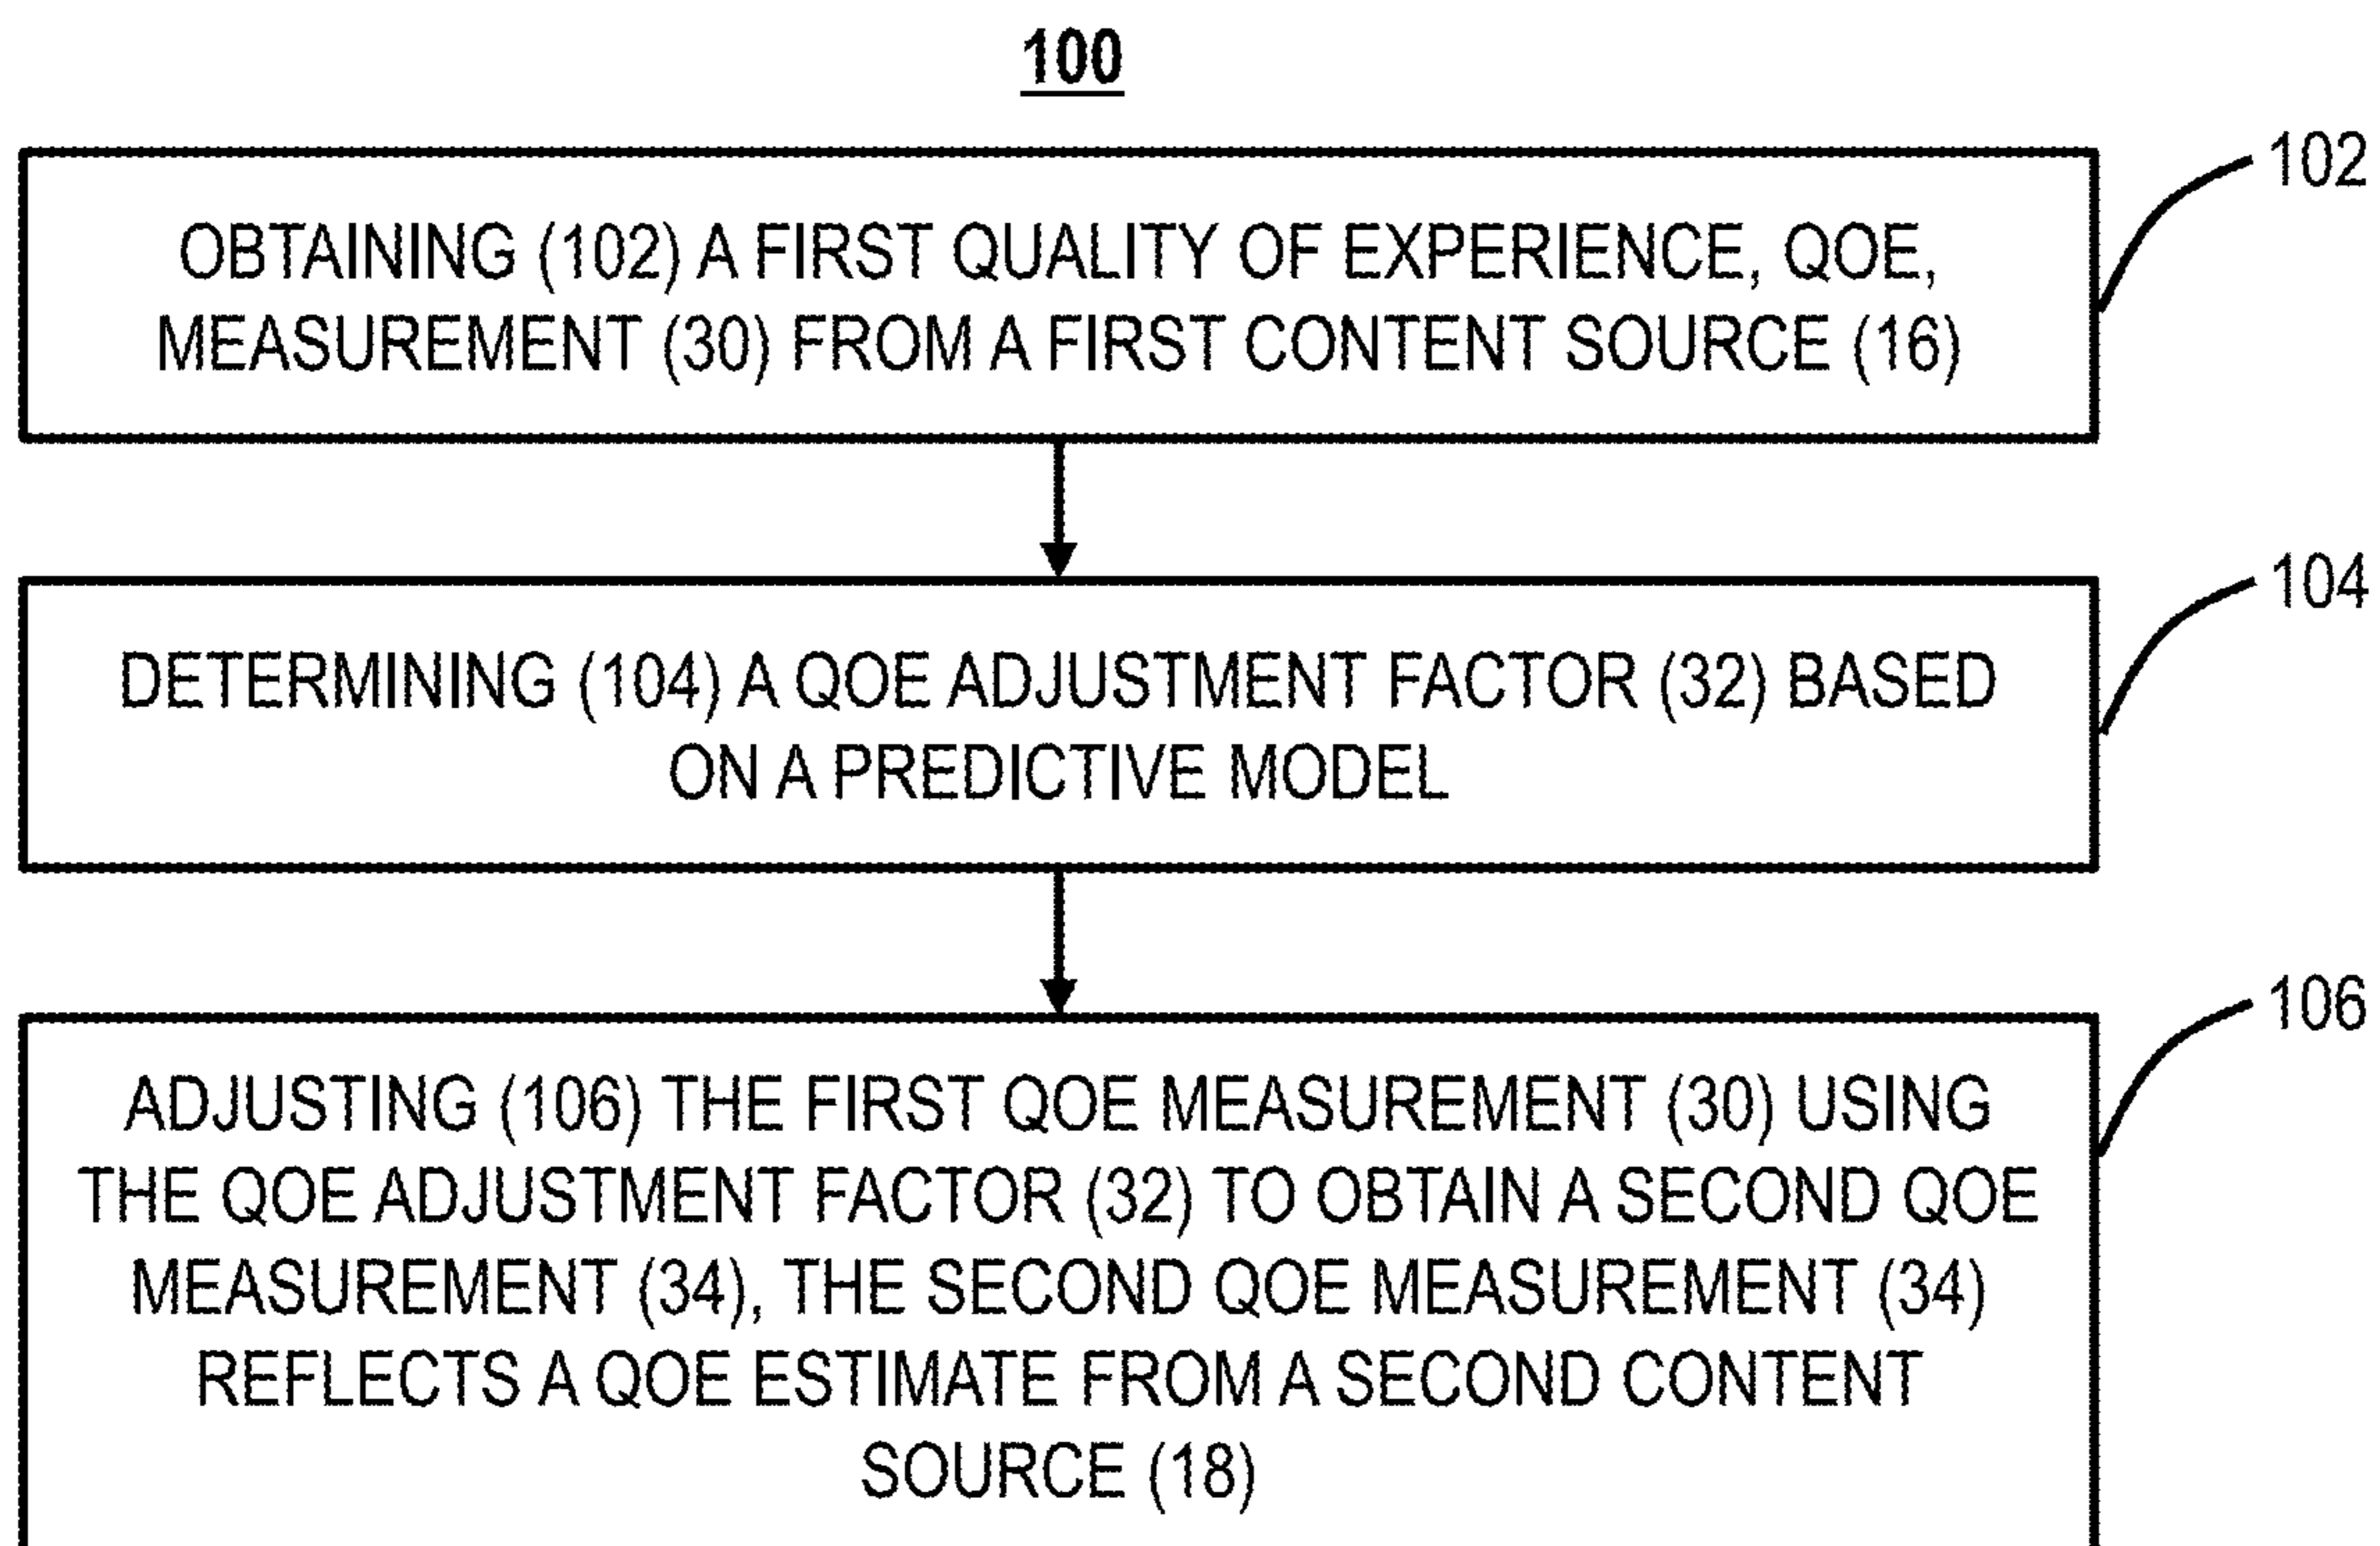 100
102
OBTAINING (102) A FIRST QUALITY OF EXPERIENCE, QOE,
MEASUREMENT (30) FROM A FIRST CONTENT SOURCE (16)
104
DETERMINING (104) A QOE ADJUSTMENT FACTOR (32) BASED
ON A PREDICTIVE MODEL
106
ADJUSTING (106) THE FIRST QOE MEASUREMENT (30) USING
THE QOE ADJUSTMENT FACTOR (32) TO OBTAIN A SECOND QOE
MEASUREMENT (34), THE SECOND QOE MEASUREMENT (34)
REFLECTS A QOE ESTIMATE FROM A SECOND CONTENT
SOURCE (18)